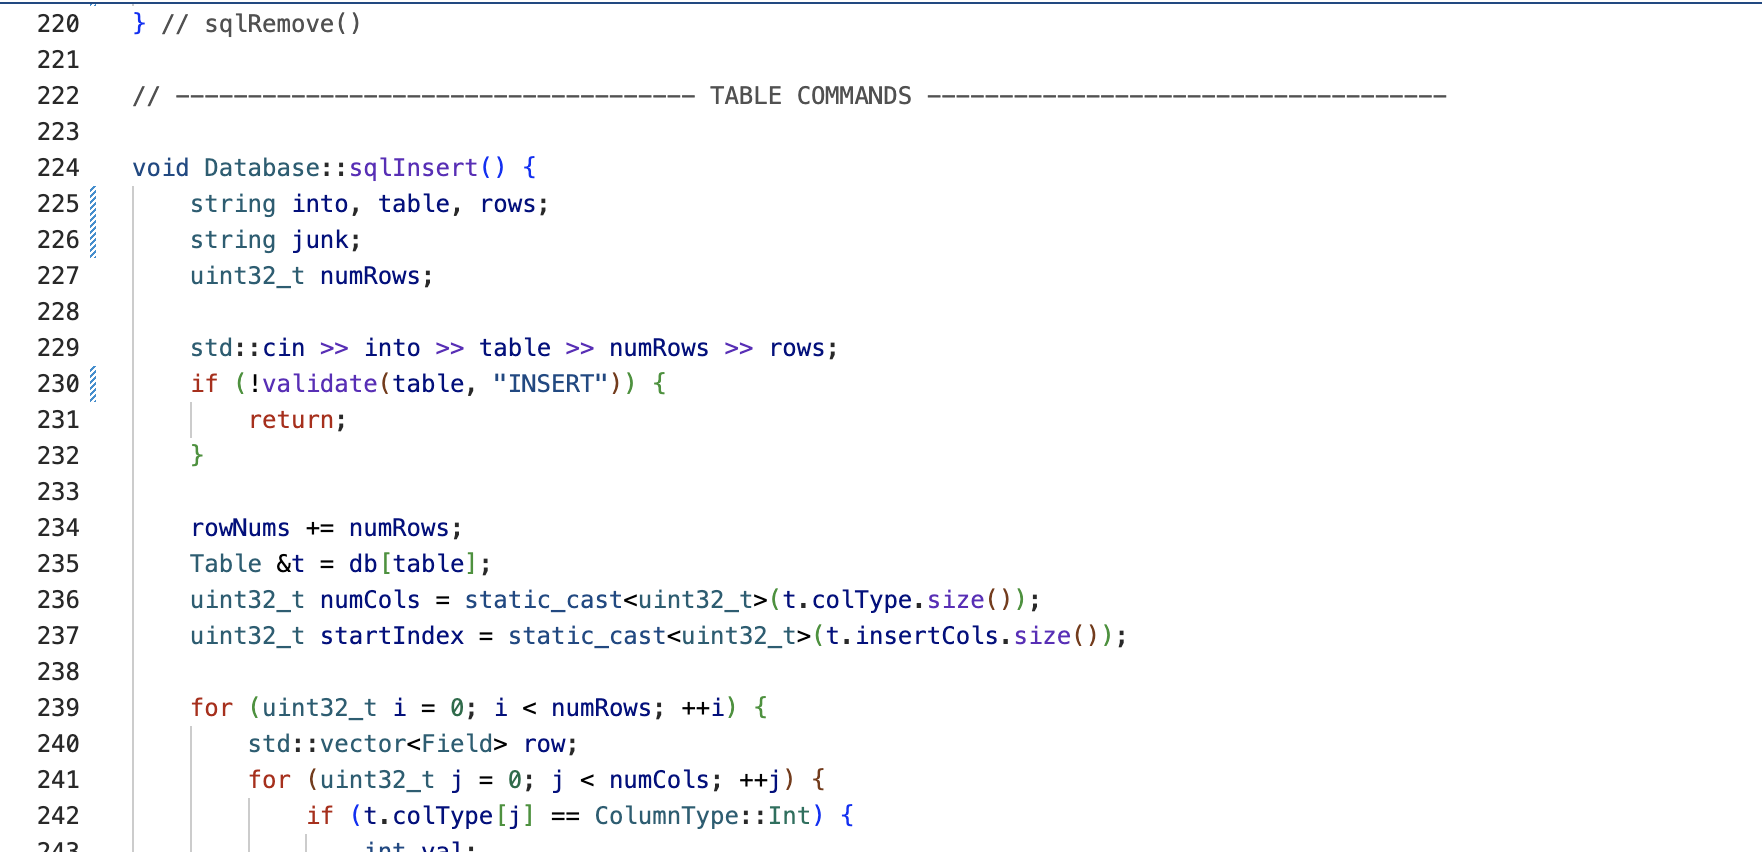 220 } // sqlRemove()
221
222 // ------------------------------------ TABLE COMMANDS ------------------------------------
223
224 void Database::sqlInsert() {
225 string into, table, rows;
226 string junk;
227 uint32_t numRows;
228
229 std::cin >> into >> table >> numRows >> rows;
230 if (!validate(table, "INSERT")) {
231 return;
232 }
233
234 rowNums += numRows;
235 Table &t = db[table];
236 uint32_t numCols = static_cast<uint32_t>(t.colType.size());
237 uint32_t startIndex = static_cast<uint32_t>(t.insertCols.size());
238
239 for (uint32_t i = 0; i < numRows; ++i) {
240 std::vector<Field> row;
241 for (uint32_t j = 0; j < numCols; ++j) {
242 if (t.colType[j] == ColumnType::Int) {
243 int val;